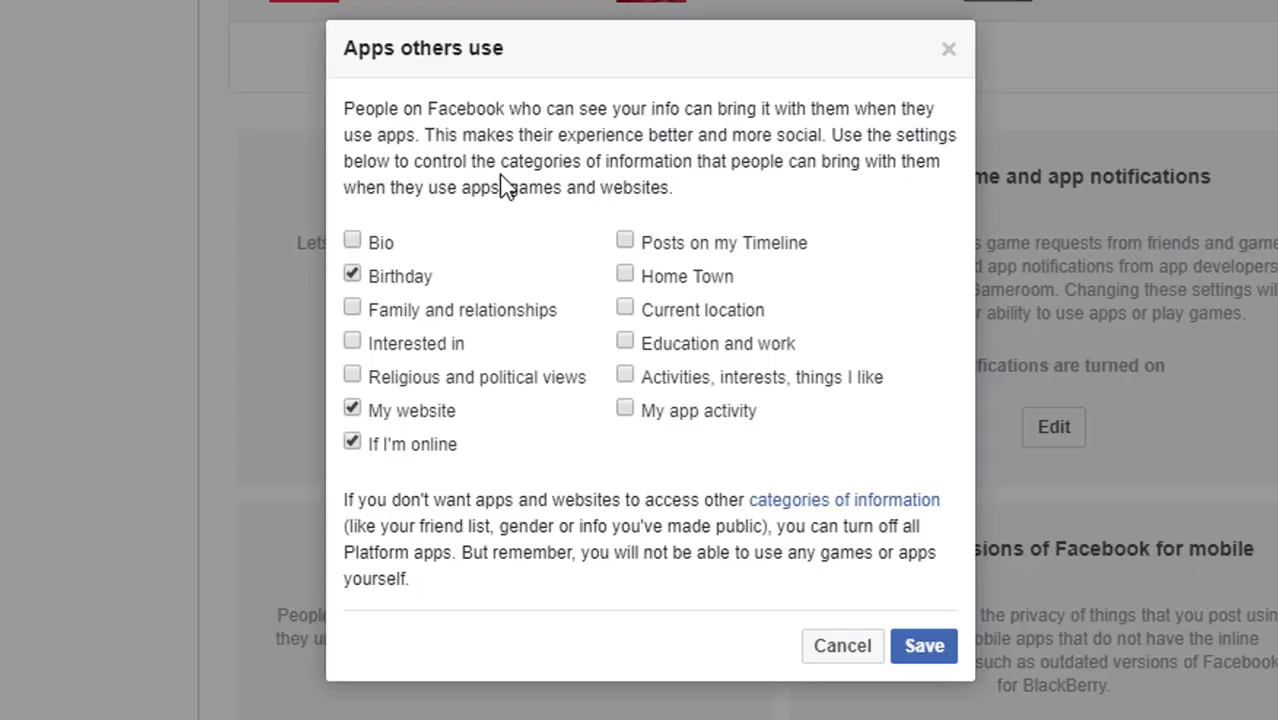 Apps others use
People on Facebook who can see your info can bring it with them when they
use apps. This makes their experience better and more social. Use the settings
below to control the categories of information that people can bring with them
when they use apps, games and websites.
Bio
Posts on my Timeline
Birthday
Home Town
Family and relationships
Current location
Interested in
Education and work
Religious and political views
Activities, interests, things I like
My website
My app activity
If I'm online
If you don't want apps and websites to access other categories of information
(like your friend list, gender or info you've made public), you can turn off all
Platform apps. But remember, you will not be able to use any games or apps
yourself.
Cancel
Save
Lets
Peopl
they u
me and app notifications
s game requests from friends and game
d app notifications from app developers
Gameroom. Changing these settings wil
r ability to use apps or play games.
ifications are turned on
Edit
sions of Facebook for mobile
the privacy of things that you post usin
obile apps that do not have the inline
such as outdated versions of Facebook
for BlackBerry.